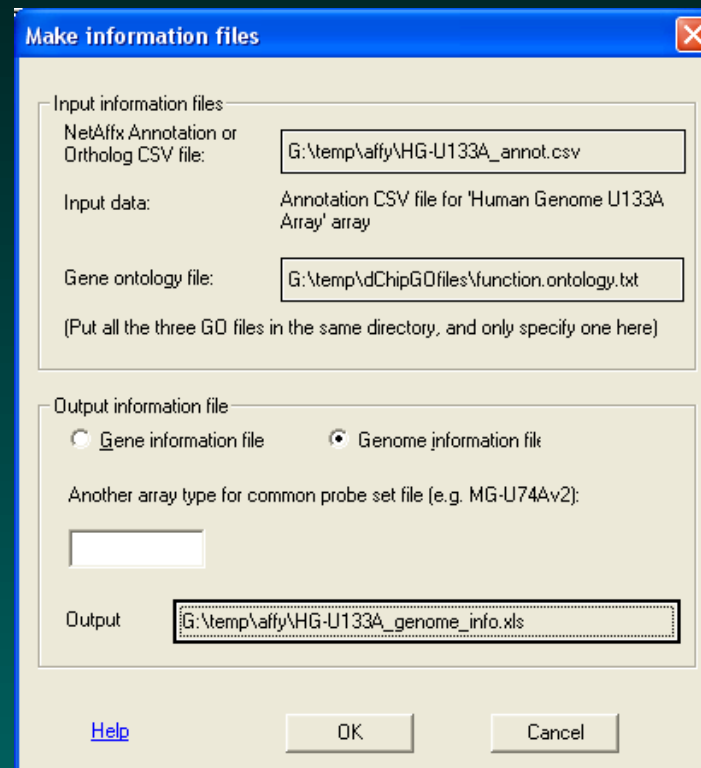 Make information files
Input information files
NetAffx Annotation or
Ortholog CSV file:
G:\temp\affy\HG-U133A_annot.csv
Input data:
Annotation CSV file for 'Human Genome U133A
Array' array
Gene ontology file:
G:\temp\dChipGOfiles\function.ontology.txt
(Put all the three GO files in the same directory, and only specify one here)
Output information file
Gene information file
Genome information file
Another array type for common probe set file (e.g. MG-U74Av2):
Output
G:\temp\affy\HG-U133A_genome_info.xls
Help
OK
Cancel